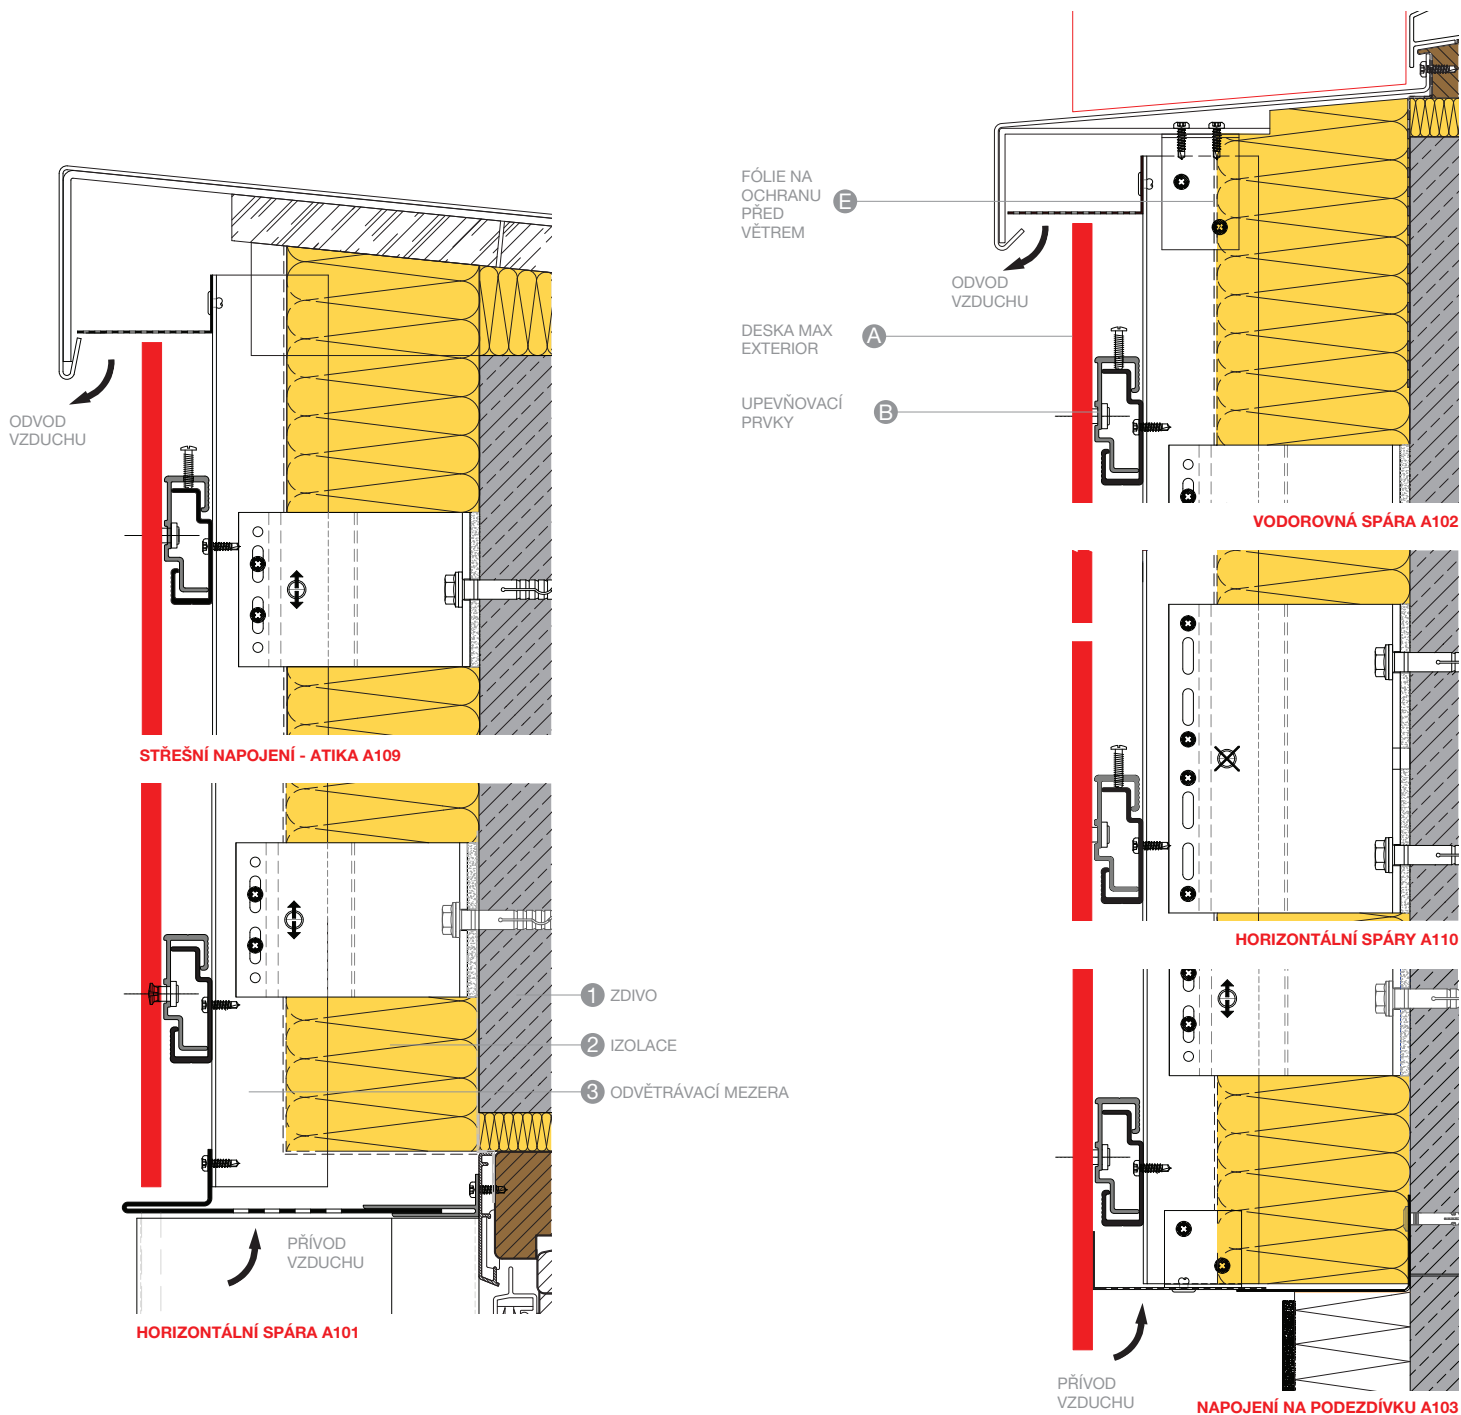 ODVOD
VZDUCHU
STŘEŠNÍ NAPOJENÍ - ATIKA A109
1 ZDIVO
2 IZOLACE
3 ODVĚTRÁVACÍ MEZERA
PŘÍVOD
VZDUCHU
HORIZONTÁLNÍ SPÁRA A101
FÓLIE NA
OCHRANU
PŘED
VĚTREM
E
ODVOD
VZDUCHU
DESKA MAX
EXTERIOR
A
UPEVŇOVACÍ
PRVKY
B
VODOROVNÁ SPÁRA A102
HORIZONTÁLNÍ SPÁRY A110
PŘÍVOD
VZDUCHU
NAPOJENÍ NA PODEZDÍVKU A103